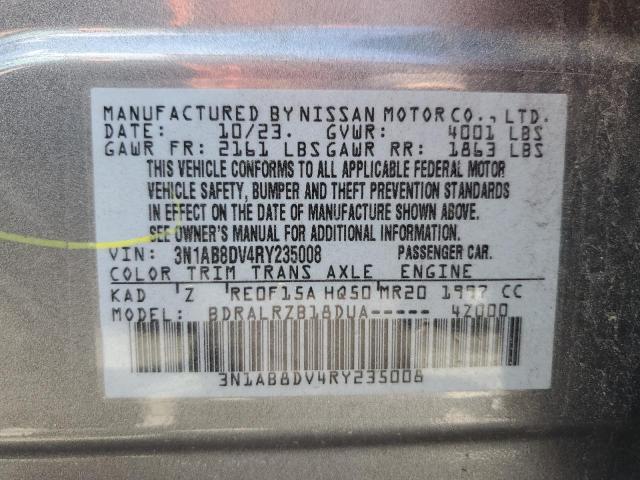 MANUFACTURED BY NISSAN MOTOR CO., LTD.
DATE: 10/23. GVWR: 4001 LBS
GAWR FR: 2161 LBS GAWR RR: 1863 LBS
THIS VEHICLE CONFORMS TO ALL APPLICABLE FEDERAL MOTOR
VEHICLE SAFETY, BUMPER AND THEFT PREVENTION STANDARDS
IN EFFECT ON THE DATE OF MANUFACTURE SHOWN ABOVE.
SEE OWNER'S MANUAL FOR ADDITIONAL INFORMATION.
VIN: 3N1AB8DV4RY235008 PASSENGER CAR.
COLOR TRIM TRANS AXLE ENGINE
KAD Z RE0F15A HQ50 MR20 1997 CC
MODEL: BDRALRZB18DUA----- 4Z000
3N1AB8DV4RY235008